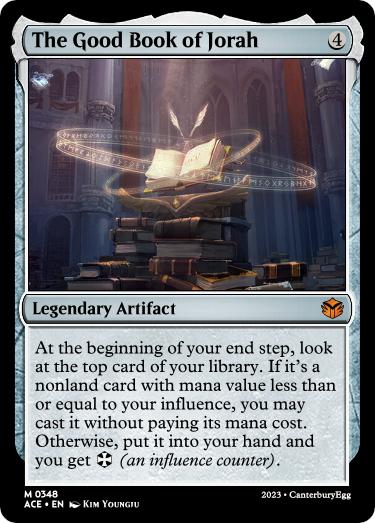 The Good Book of Jorah 4
Legendary Artifact
At the beginning of your end step, look
at the top card of your library. If it's a
nonland card with mana value less than
or equal to your influence, you may
cast it without paying its mana cost.
Otherwise, put it into your hand and
you get (an influence counter).
M 0348
ACE • EN Kim Youngju
2023 • CanterburyEgg